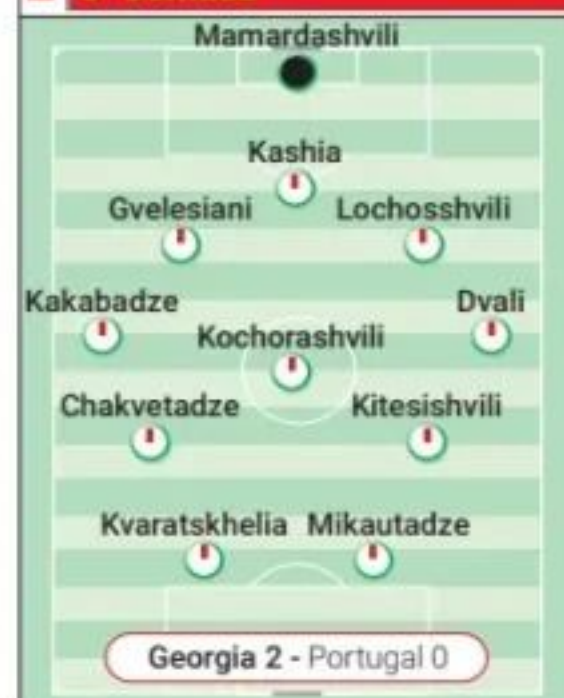 Mamardashvili
Kashia
Gvelesiani Lochosshvili
Kakabadze Dvali
Kochorashvili
Chakvetadze Kitesishvili
Kvaratskhelia Mikautadze
Georgia 2 - Portugal 0